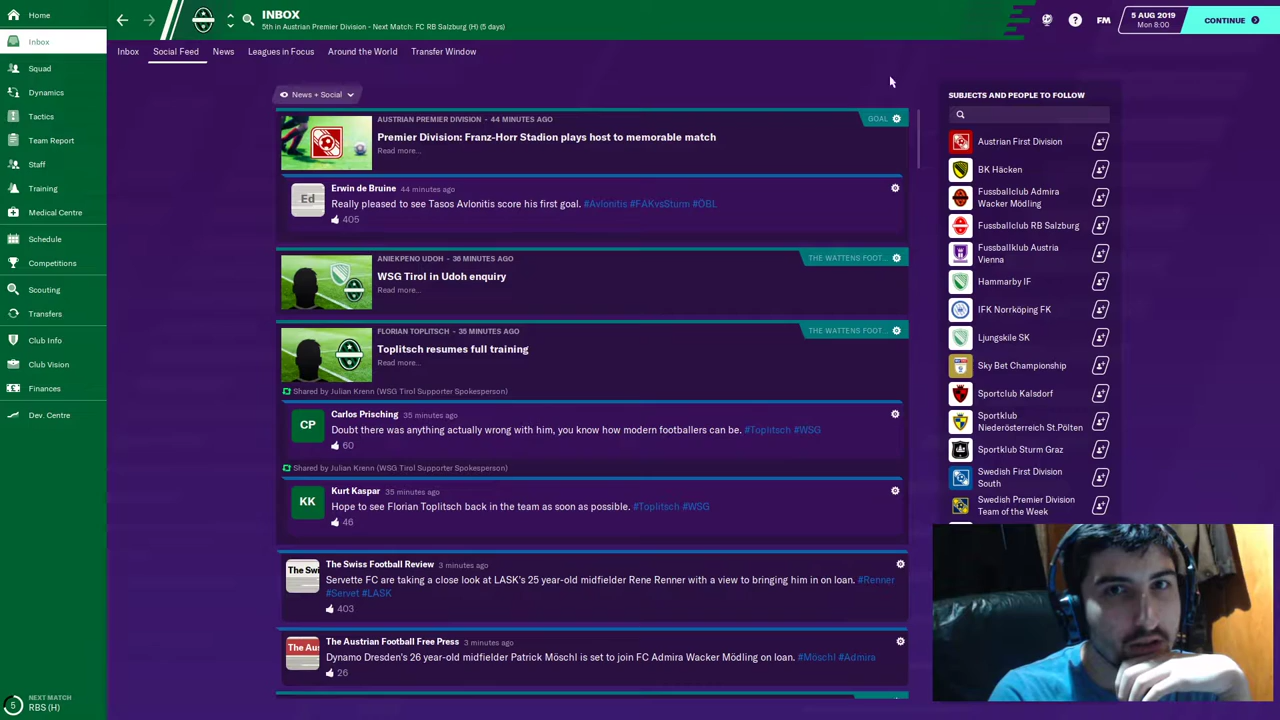 Home
Inbox
Squad
Dynamics
Tactics
Team Report
Staff
Training
Medical Centre
Schedule
Competitions
Scouting
Transfers
Club Info
Club Vision
Finances
Dev. Centre
5
NEXT MATCH
RBS (H)
INBOX
5th in Austrian Premier Division - Next Match: FC RB Salzburg (H) (5 days)
?
FM
5 AUG 2019
Mon 8:00
CONTINUE
Inbox
Social Feed
News
Leagues in Focus
Around the World
Transfer Window
News + Social
AUSTRIAN PREMIER DIVISION - 44 MINUTES AGO
GOAL
Premier Division: Franz-Horr Stadion plays host to memorable match
Read more...
Ed
Erwin de Bruine 44 minutes ago
Really pleased to see Tasos Avlonitis score his first goal. #Avlonitis #FAKvsSturm #ÖBL
405
ANIEKPENO UDOH - 36 MINUTES AGO
THE WATTENS FOOT...
WSG Tirol in Udoh enquiry
Read more...
FLORIAN TOPLITSCH - 35 MINUTES AGO
THE WATTENS FOOT...
Toplitsch resumes full training
Read more...
Shared by Julian Krenn (WSG Tirol Supporter Spokesperson)
CP
Carlos Prisching 35 minutes ago
Doubt there was anything actually wrong with him, you know how modern footballers can be. #Toplitsch #WSG
60
Shared by Julian Krenn (WSG Tirol Supporter Spokesperson)
KK
Kurt Kaspar 35 minutes ago
Hope to see Florian Toplitsch back in the team as soon as possible. #Toplitsch #WSG
46
The Swi
The Swiss Football Review 3 minutes ago
Servette FC are taking a close look at LASK's 25 year-old midfielder Rene Renner with a view to bringing him in on loan. #Renner
#Servet #LASK
403
The Aus
The Austrian Football Free Press 3 minutes ago
Dynamo Dresden's 26 year-old midfielder Patrick Möschl is set to join FC Admira Wacker Mödling on loan. #Möschl #Admira
26
SUBJECTS AND PEOPLE TO FOLLOW
Austrian First Division
BK Häcken
Fussballclub Admira
Wacker Mödling
Fussballclub RB Salzburg
Fussballklub Austria
Vienna
Hammarby IF
IFK Norrköping FK
Ljungskile SK
Sky Bet Championship
Sportclub Kalsdorf
Sportklub
Niederösterreich St.Pölten
Sportklub Sturm Graz
Swedish First Division
South
Swedish Premier Division
Team of the Week